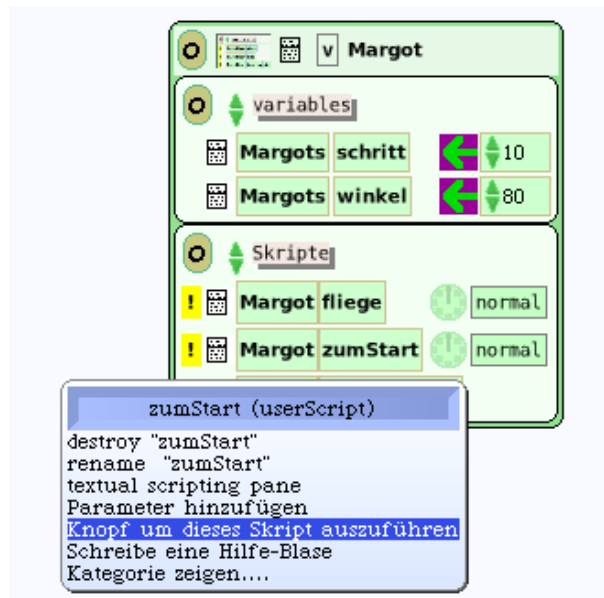 v Margot
variables
Margots schritt 10
Margots winkel 80
Skripte
! Margot fliege normal
! Margot zumStart normal
zumStart (userScript)
destroy "zumStart"
rename "zumStart"
textual scripting pane
Parameter hinzufügen
Knopf um dieses Skript auszuführen
Schreibe eine Hilfe-Blase
Kategorie zeigen....